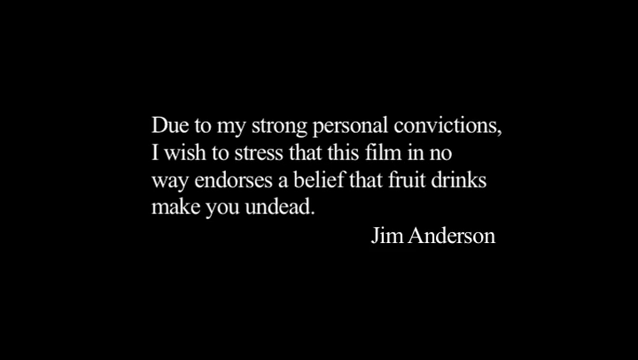 Due to my strong personal convictions,
I wish to stress that this film in no
way endorses a belief that fruit drinks
make you undead.
Jim Anderson